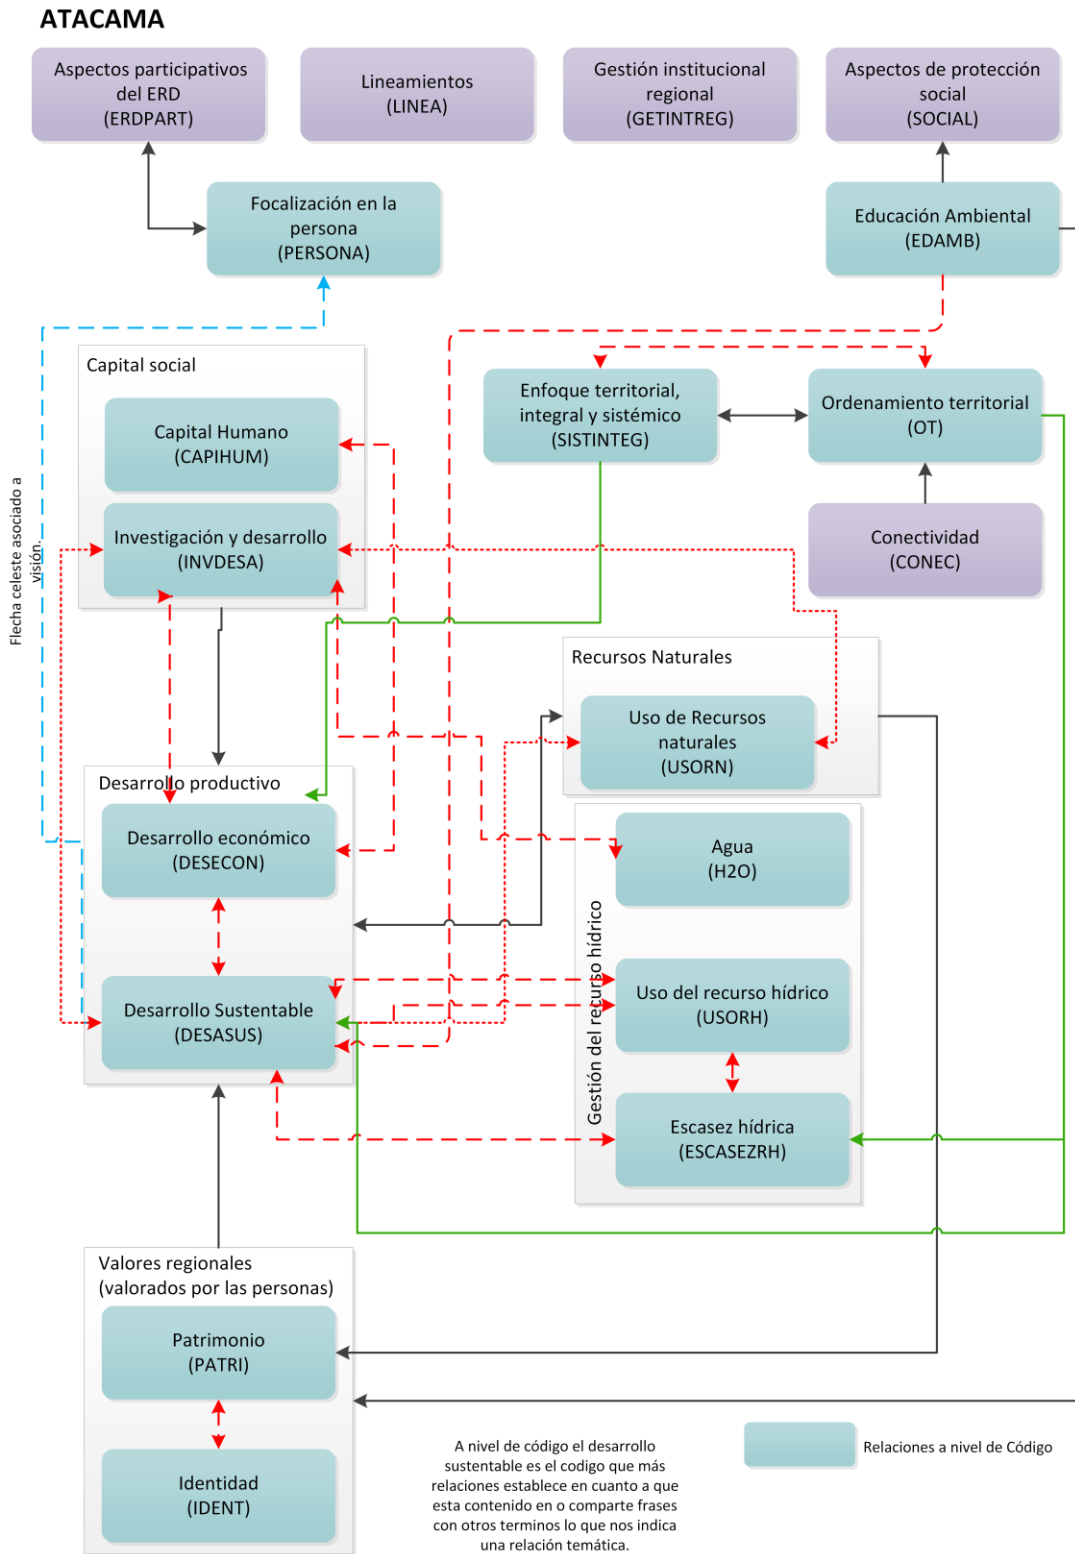 ATACAMA
Aspectos participativos
del ERD
(ERDPART)
Lineamientos
(LINEA)
Gestión institucional
regional
(GETINTREG)
Aspectos de protección
social
(SOCIAL)
Focalización en la
persona
(PERSONA)
Educación Ambiental
(EDAMB)
Capital social
Capital Humano
(CAPIHUM)
Investigación y desarrollo
(INVDESA)
Enfoque territorial,
integral y sistémico
(SISTINTEG)
Ordenamiento territorial
(OT)
Conectividad
(CONEC)
Flecha celeste asociado a
visión.
Recursos Naturales
Uso de Recursos
naturales
(USORN)
Desarrollo productivo
Desarrollo económico
(DESECON)
Desarrollo Sustentable
(DESASUS)
Gestión del recurso hídrico
Agua
(H2O)
Uso del recurso hídrico
(USORH)
Escasez hídrica
(ESCASEZRH)
Valores regionales
(valorados por las personas)
Patrimonio
(PATRI)
Identidad
(IDENT)
A nivel de código el desarrollo
sustentable es el codigo que más
relaciones establece en cuanto a que
esta contenido en o comparte frases
con otros terminos lo que nos indica
una relación temática.
Relaciones a nivel de Código